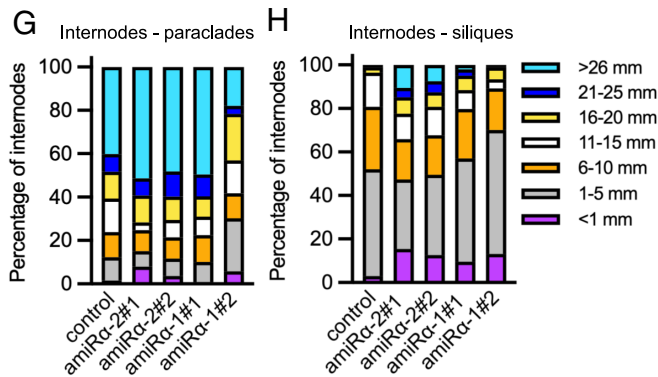 G
Internodes - paraclades
Percentage of internodes
100
80
60
40
20
0
control
amiRα-2#1
amiRα-2#2
amiRα-1#1
amiRα-1#2
H
Internodes - siliques
Percentage of internodes
100
80
60
40
20
0
control
amiRα-2#1
amiRα-2#2
amiRα-1#1
amiRα-1#2
>26 mm
21-25 mm
16-20 mm
11-15 mm
6-10 mm
1-5 mm
<1 mm